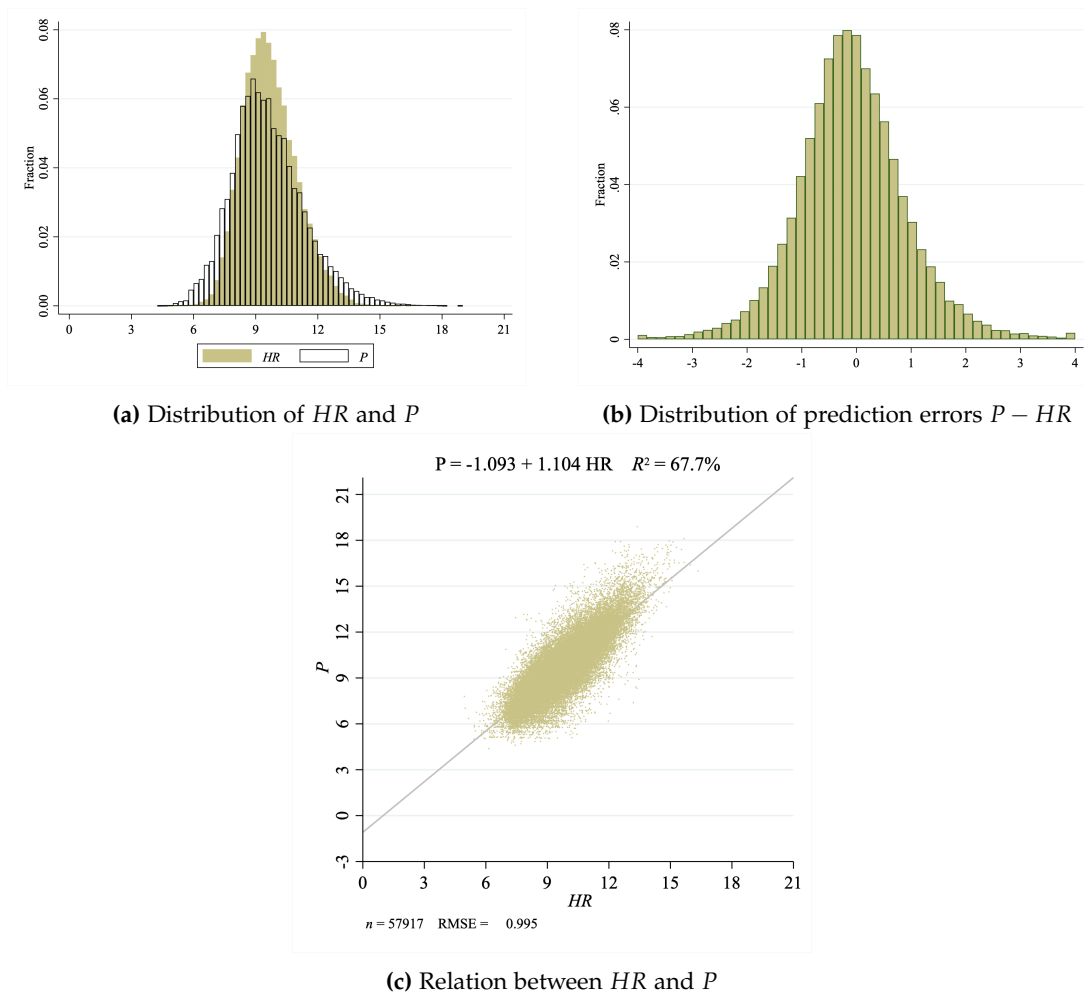 0.08
0.06
0.04
0.02
0.00
Fraction
0 3 6 9 12 15 18 21
HR P
(a) Distribution of HR and P
.08
.06
.04
.02
0
Fraction
-4 -3 -2 -1 0 1 2 3 4
(b) Distribution of prediction errors P − HR
P = -1.093 + 1.104 HR R² = 67.7%
21
18
15
12
9
6
3
0
-3
P
0 3 6 9 12 15 18 21
HR
n = 57917 RMSE = 0.995
(c) Relation between HR and P